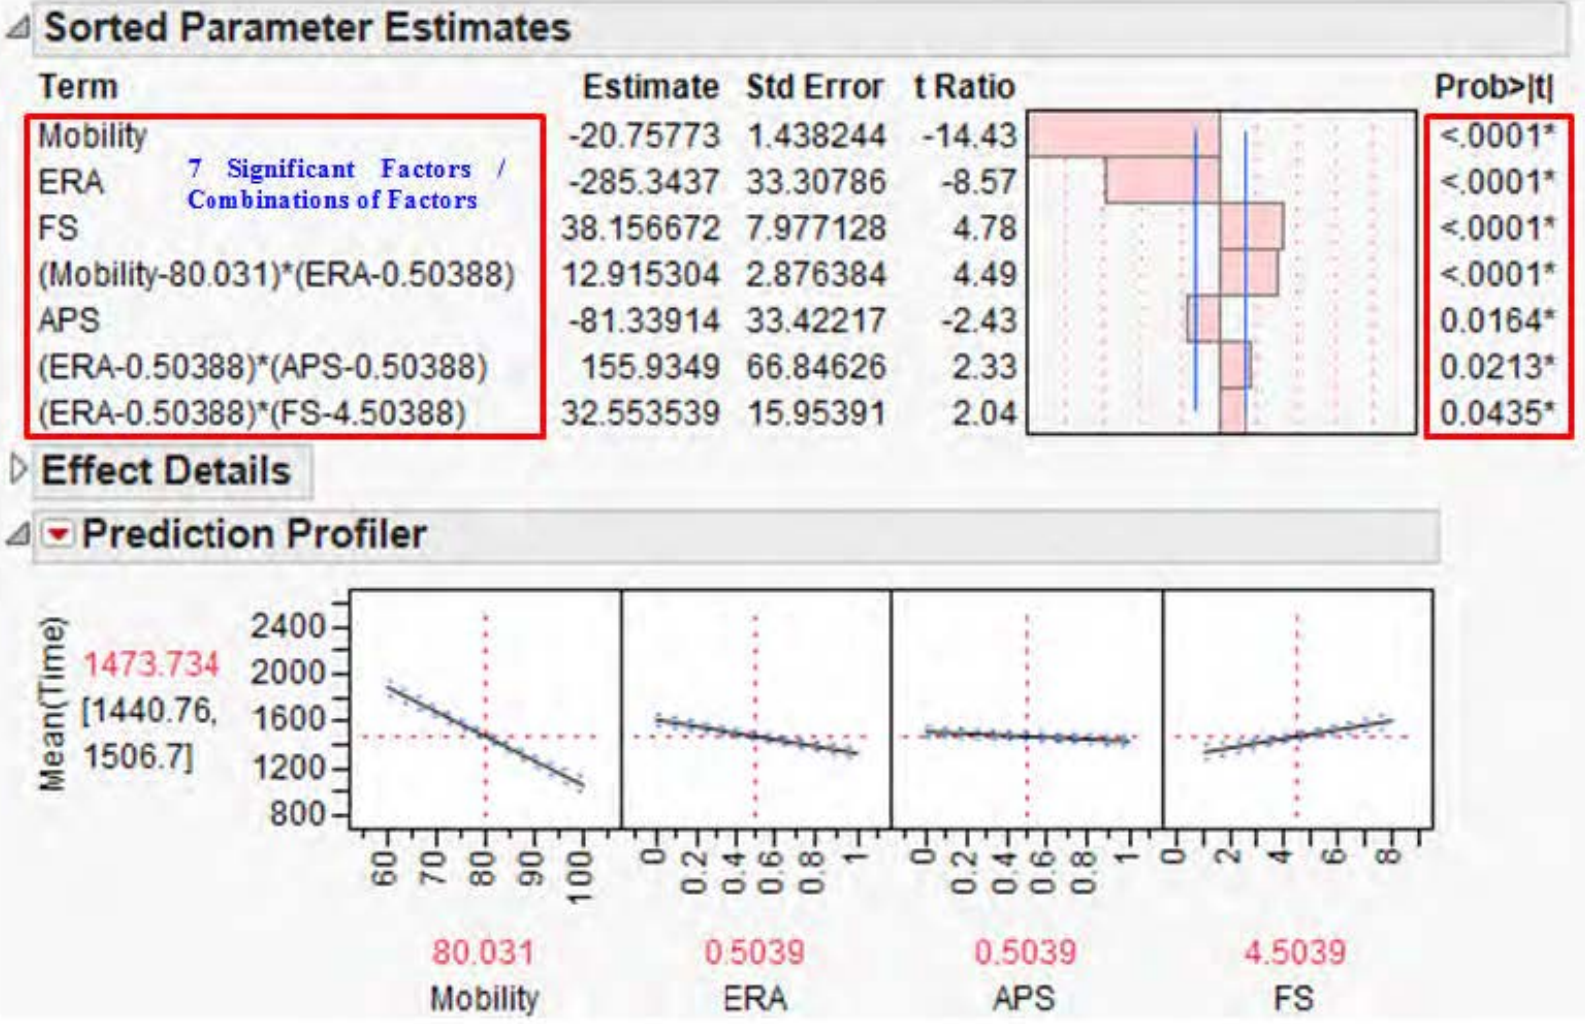 Sorted Parameter Estimates
Term Estimate Std Error t Ratio Prob>|t|
Mobility -20.75773 1.438244 -14.43 <.0001*
7 Significant Factors /
Combinations of Factors
ERA -285.3437 33.30786 -8.57 <.0001*
FS 38.156672 7.977128 4.78 <.0001*
(Mobility-80.031)*(ERA-0.50388) 12.915304 2.876384 4.49 <.0001*
APS -81.33914 33.42217 -2.43 0.0164*
(ERA-0.50388)*(APS-0.50388) 155.9349 66.84626 2.33 0.0213*
(ERA-0.50388)*(FS-4.50388) 32.553539 15.95391 2.04 0.0435*
Effect Details
Prediction Profiler
Mean(Time)
1473.734
[1440.76,
1506.7]
2400
2000
1600
1200
800
60 70 80 90 100 0 0.2 0.4 0.6 0.8 1 0 0.2 0.4 0.6 0.8 1 0 2 4 6 8
80.031 0.5039 0.5039 4.5039
Mobility ERA APS FS